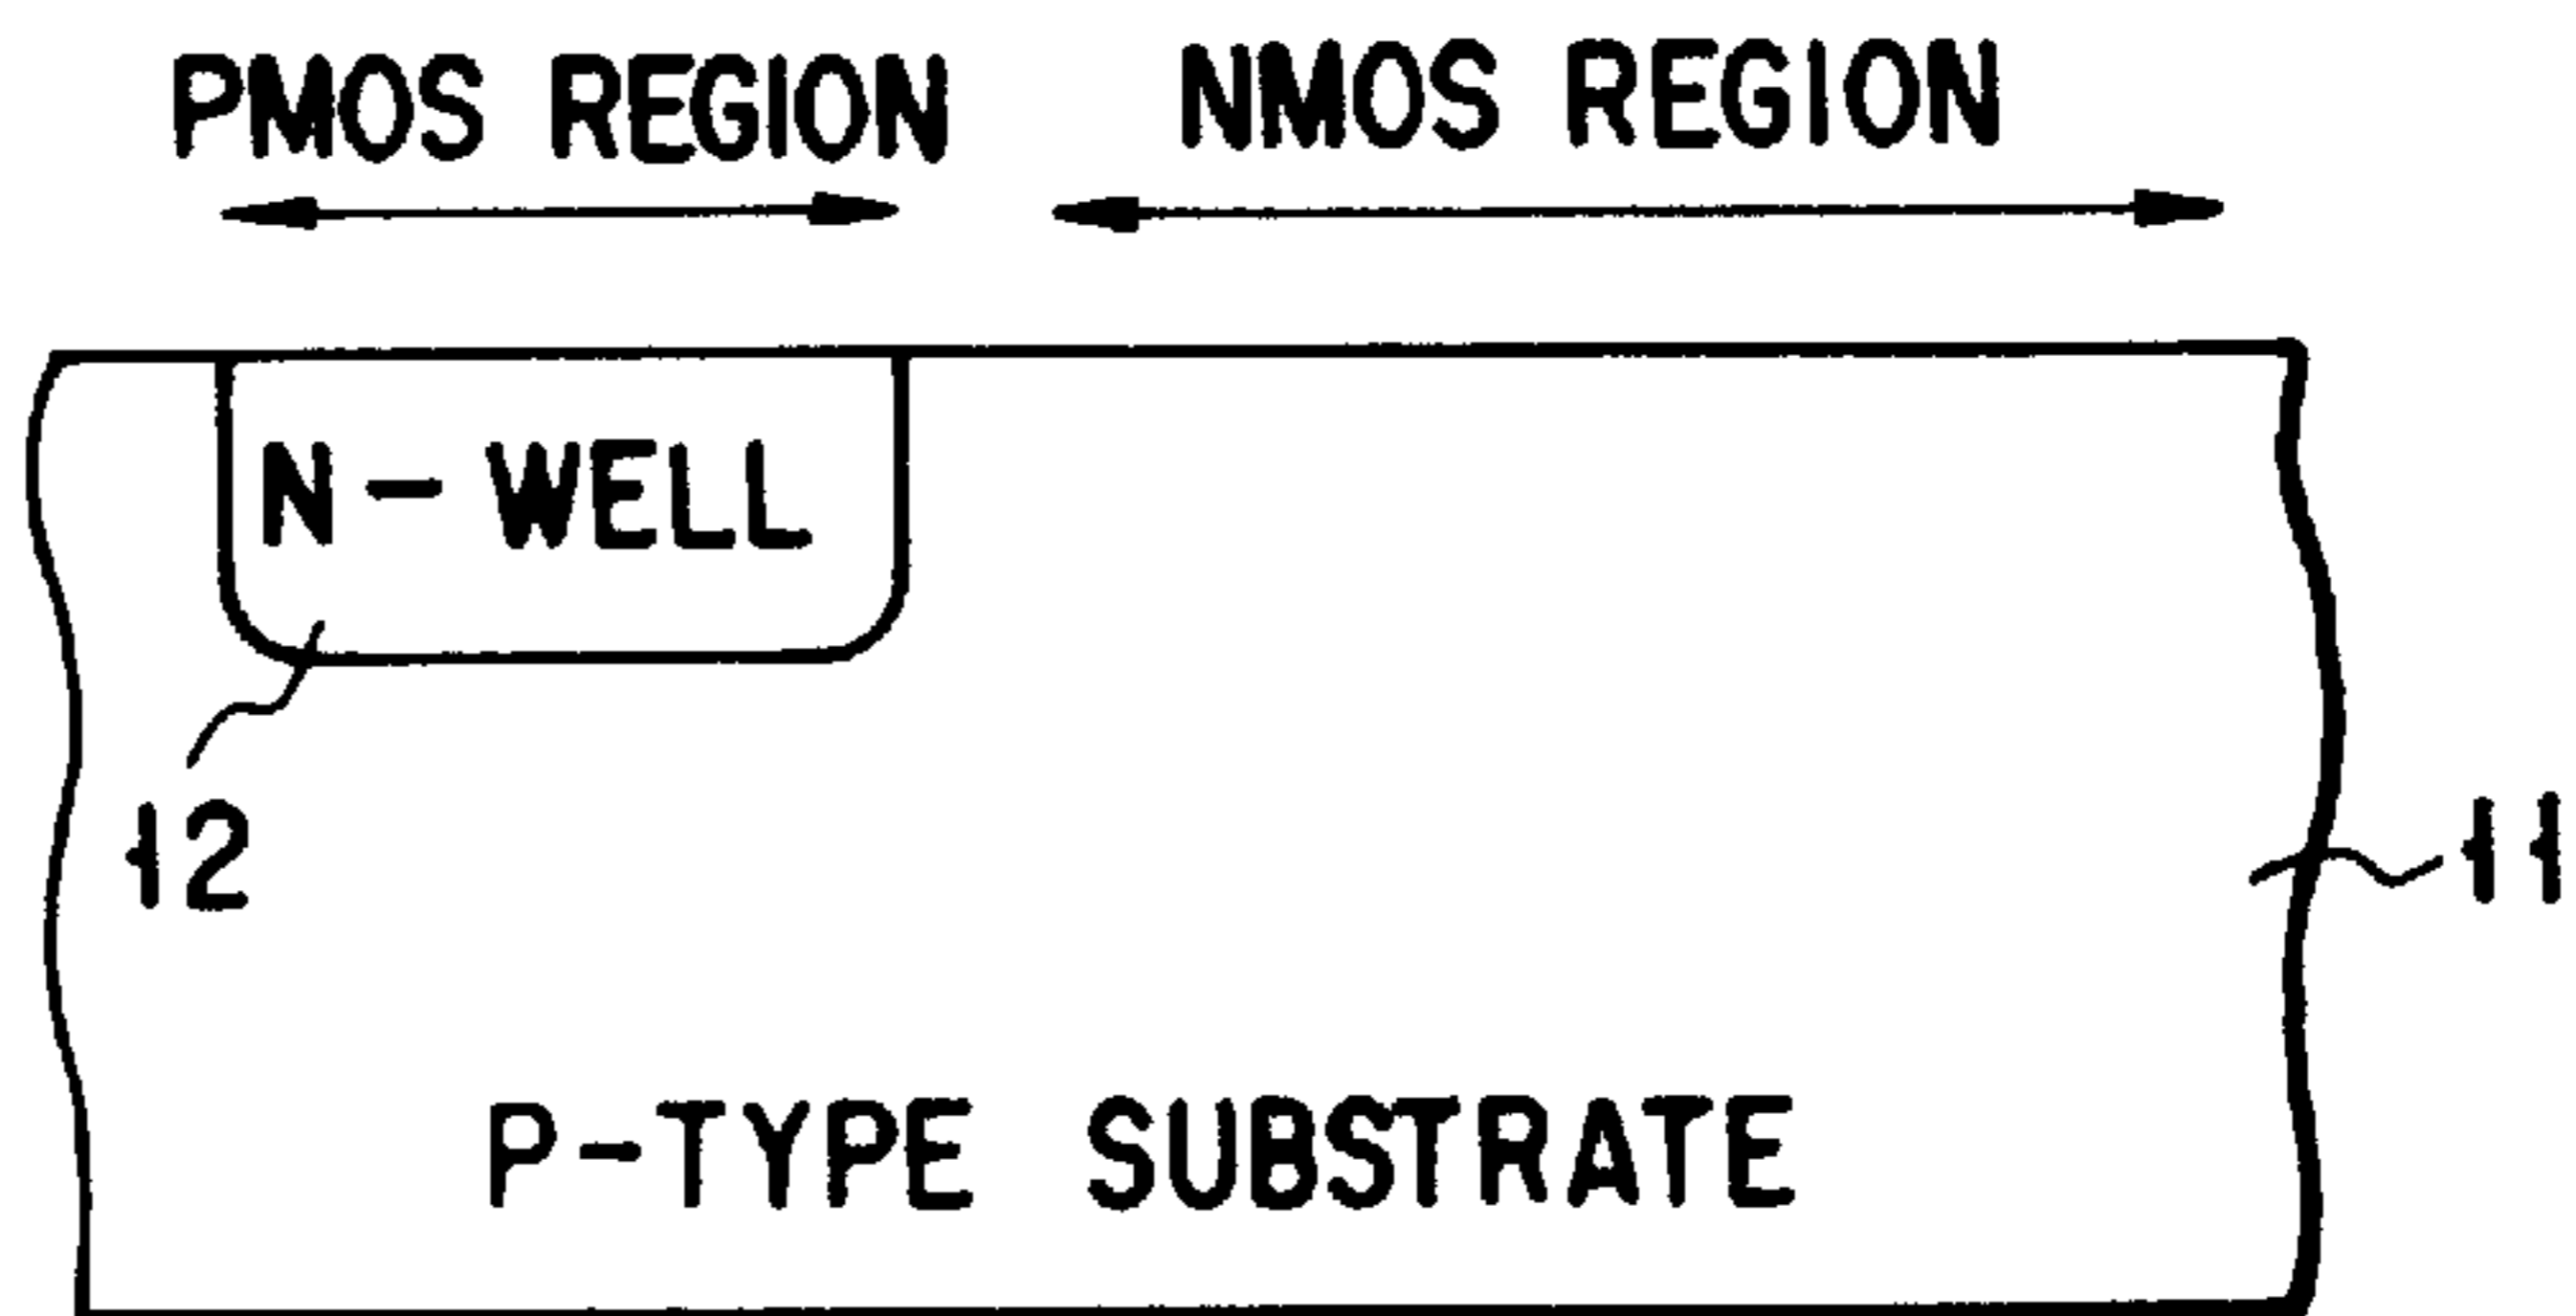 PMOS REGION NMOS REGION
N-WELL
12
11
P-TYPE SUBSTRATE